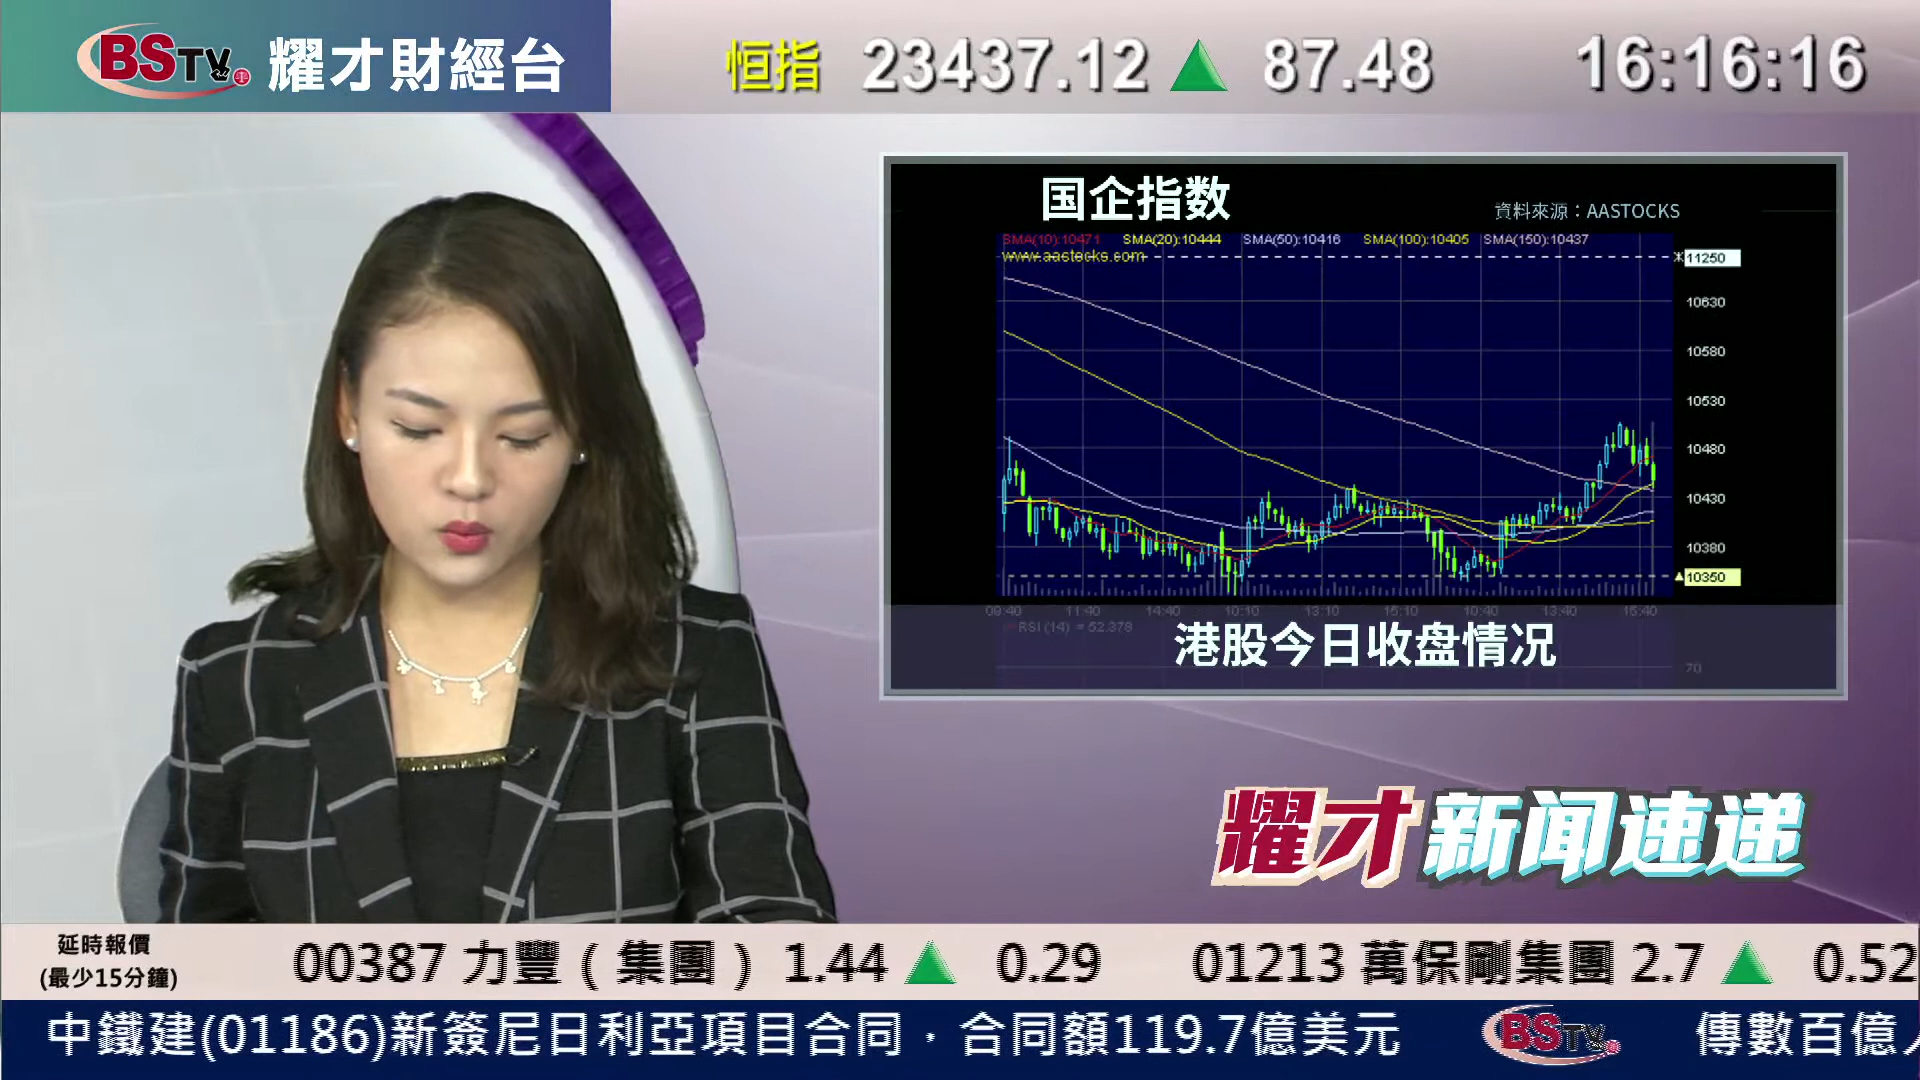 BSTV 耀才財經台
恒指 23437.12 ▲ 87.48 16:16:16
国企指数
資料來源：AASTOCKS
SMA(10):10471 SMA(20):10444 SMA(50):10416 SMA(100):10405 SMA(150):10437
www.aastocks.com
11250
10630
10580
10530
10480
10430
10380
10350
09:40 11:40 14:40 10:10 13:10 15:10 10:40 13:40 15:40
RSI(14) = 52.378
70
港股今日收盘情况
耀才新闻速递
延時報價
(最少15分鐘)
00387 力豐（集團） 1.44 ▲ 0.29 01213 萬保剛集團 2.7 ▲ 0.52
中鐵建(01186)新簽尼日利亞項目合同，合同額119.7億美元 BSTV 傳數百億